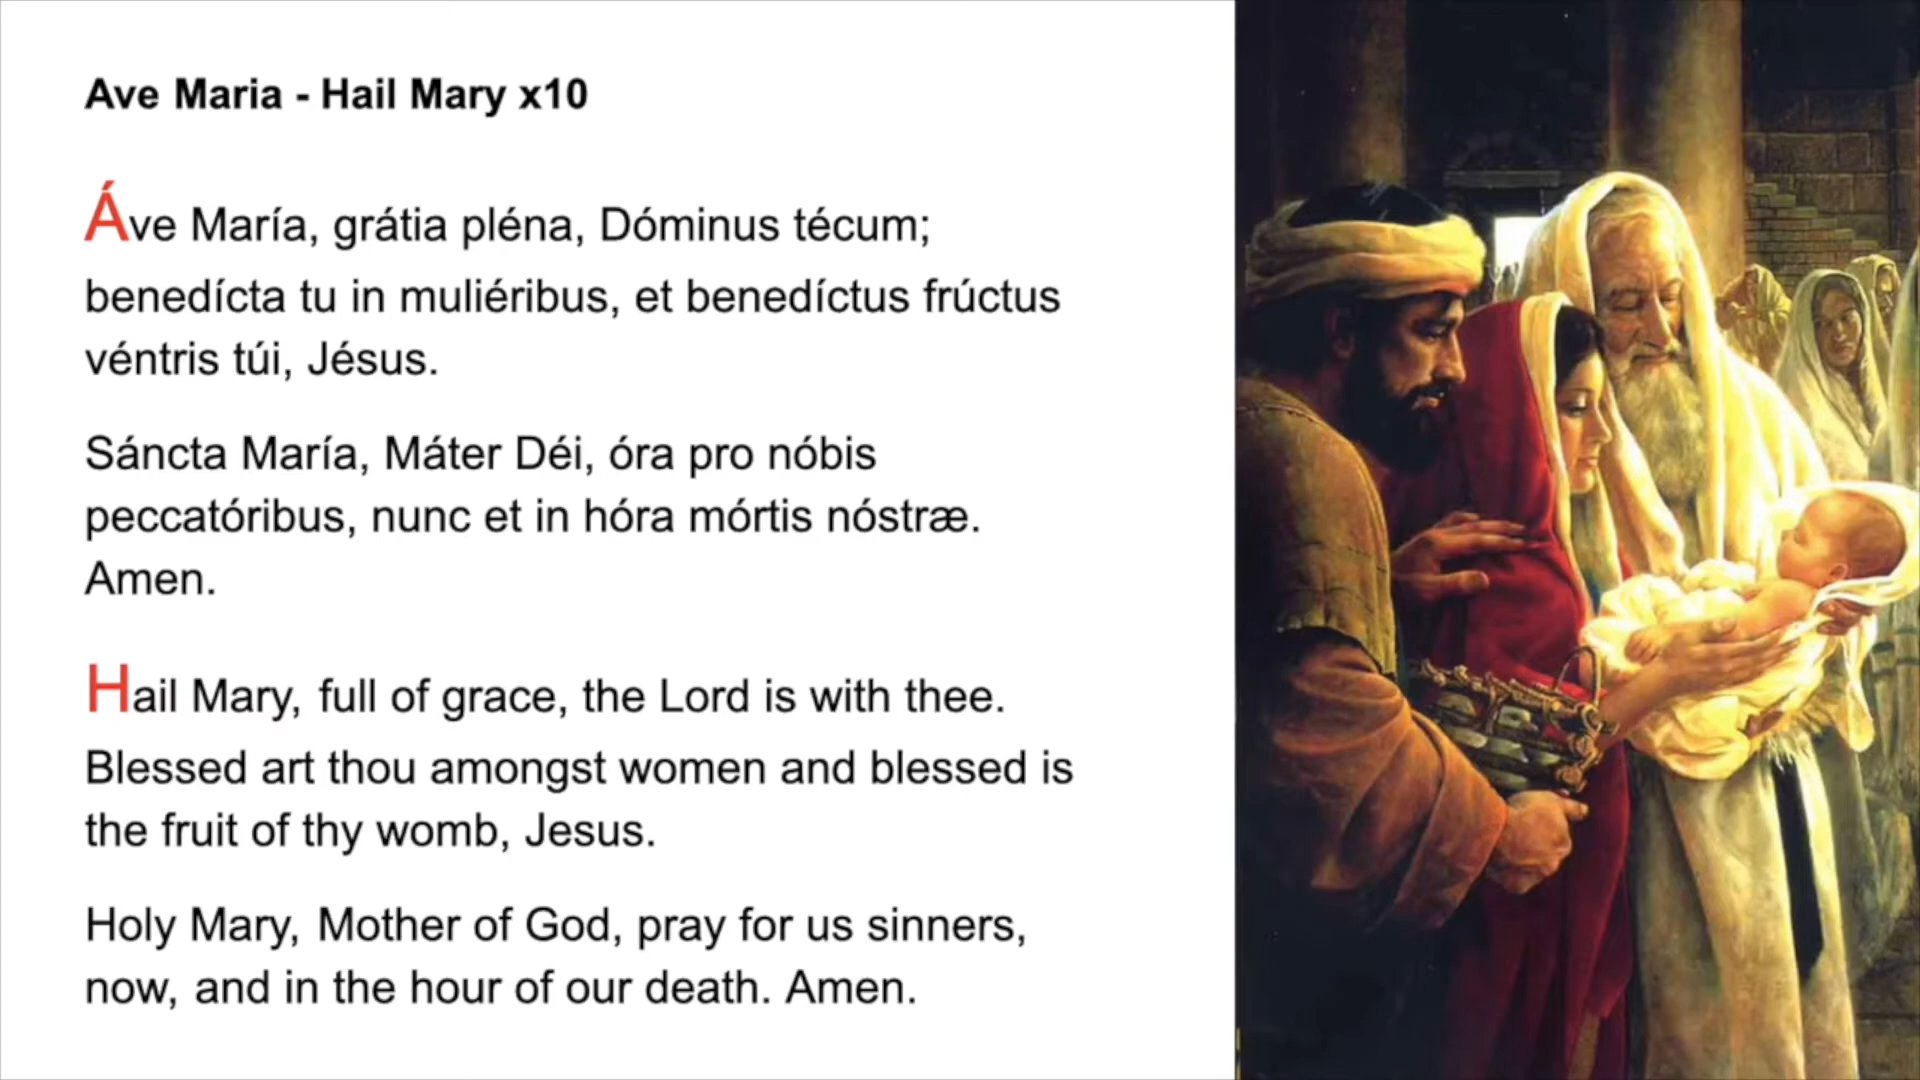 Ave Maria - Hail Mary x10
Áve María, grátia pléna, Dóminus técum;
benedícta tu in muliéribus, et benedíctus frúctus
véntris túi, Jésus.
Sáncta María, Máter Déi, óra pro nóbis
peccatóribus, nunc et in hóra mórtis nóstræ.
Amen.
Hail Mary, full of grace, the Lord is with thee.
Blessed art thou amongst women and blessed is
the fruit of thy womb, Jesus.
Holy Mary, Mother of God, pray for us sinners,
now, and in the hour of our death. Amen.